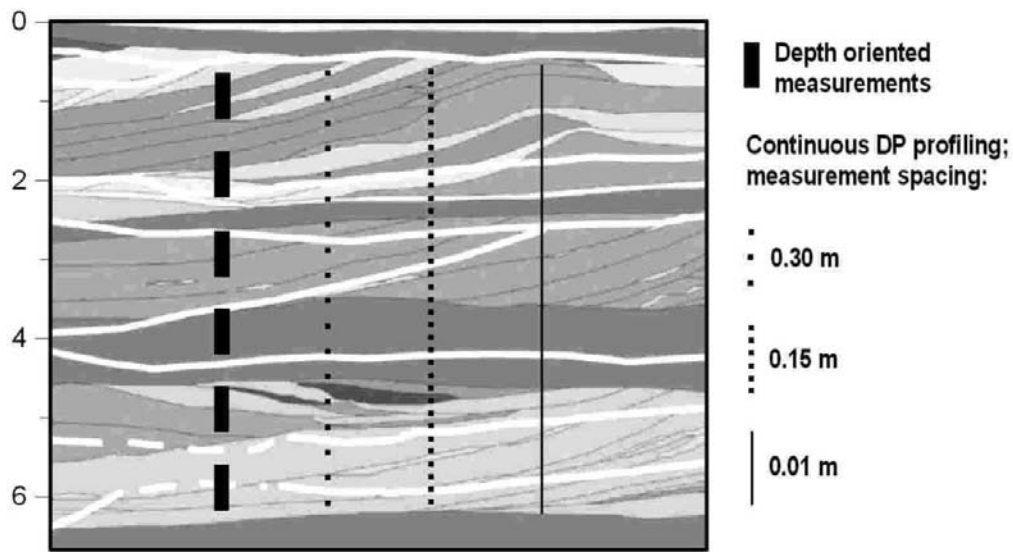 0
2
4
6
Depth oriented
measurements
Continuous DP profiling;
measurement spacing:
0.30 m
0.15 m
0.01 m